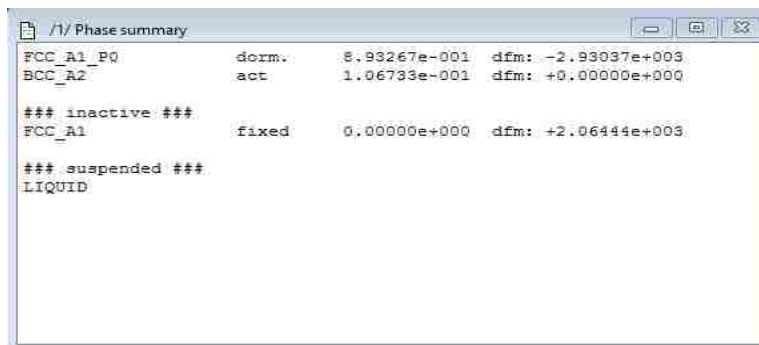 /1/ Phase summary
FCC_A1_P0 dorm. 8.93267e-001 dfm: -2.93037e+003
BCC_A2 act 1.06733e-001 dfm: +0.00000e+000
### inactive ###
FCC_A1 fixed 0.00000e+000 dfm: +2.06444e+003
### suspended ###
LIQUID